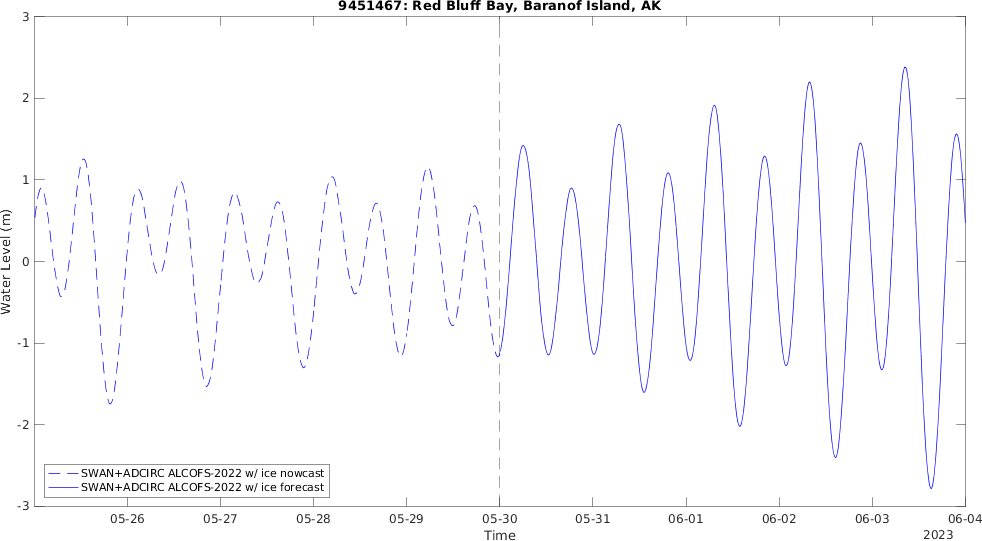 9451467: Red Bluff Bay, Baranof Island, AK
3
2
1
0
-1
-2
-3
Water Level (m)
SWAN+ADCIRC ALCOFS-2022 w/ ice nowcast
SWAN+ADCIRC ALCOFS-2022 w/ ice forecast
05-26 05-27 05-28 05-29 05-30 05-31 06-01 06-02 06-03 06-04
Time
2023